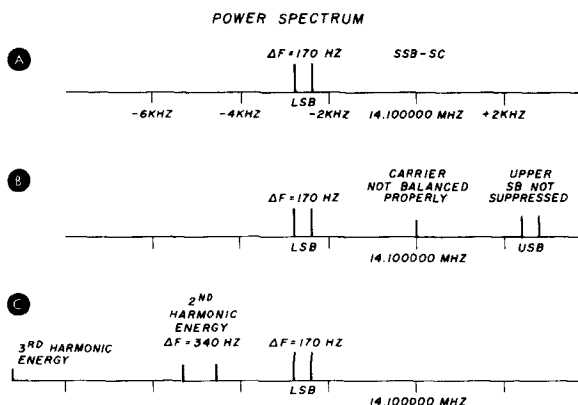 POWER SPECTRUM
A
ΔF=170 HZ
SSB-SC
LSB
-6KHZ
-4KHZ
-2KHZ
14.100000 MHZ
+2KHZ
B
ΔF=170 HZ
CARRIER
NOT BALANCED
PROPERLY
UPPER
SB NOT
SUPPRESSED
LSB
USB
14.100000 MHZ
C
3RD HARMONIC
ENERGY
2ND
HARMONIC
ENERGY
ΔF=340 HZ
ΔF=170 HZ
LSB
14.100000 MHZ